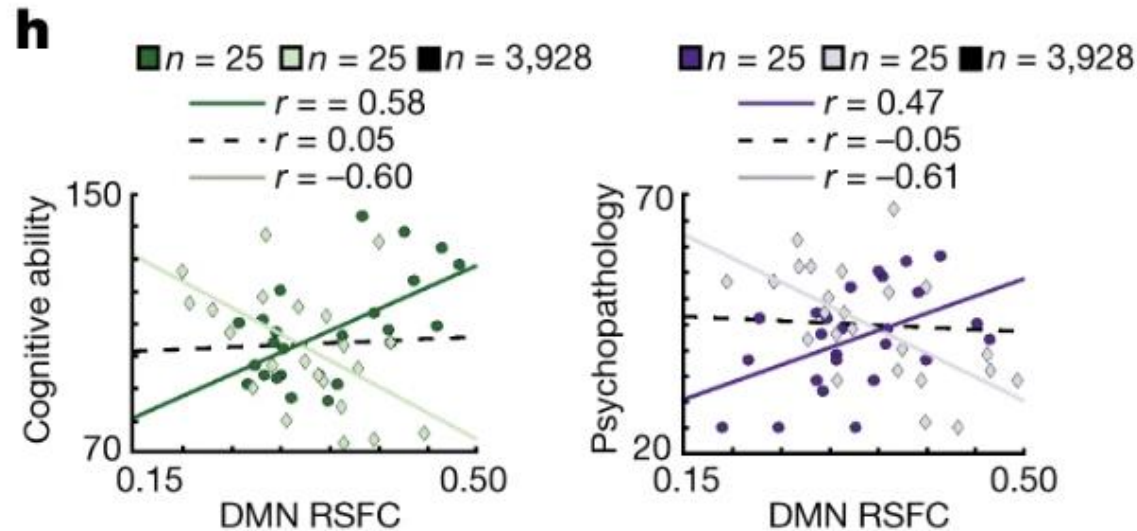 h
n = 25 n = 25 n = 3,928
r = = 0.58
r = 0.05
r = –0.60
150
Cognitive ability
70
0.15 0.50
DMN RSFC
n = 25 n = 25 n = 3,928
r = 0.47
r = –0.05
r = –0.61
70
Psychopathology
20
0.15 0.50
DMN RSFC